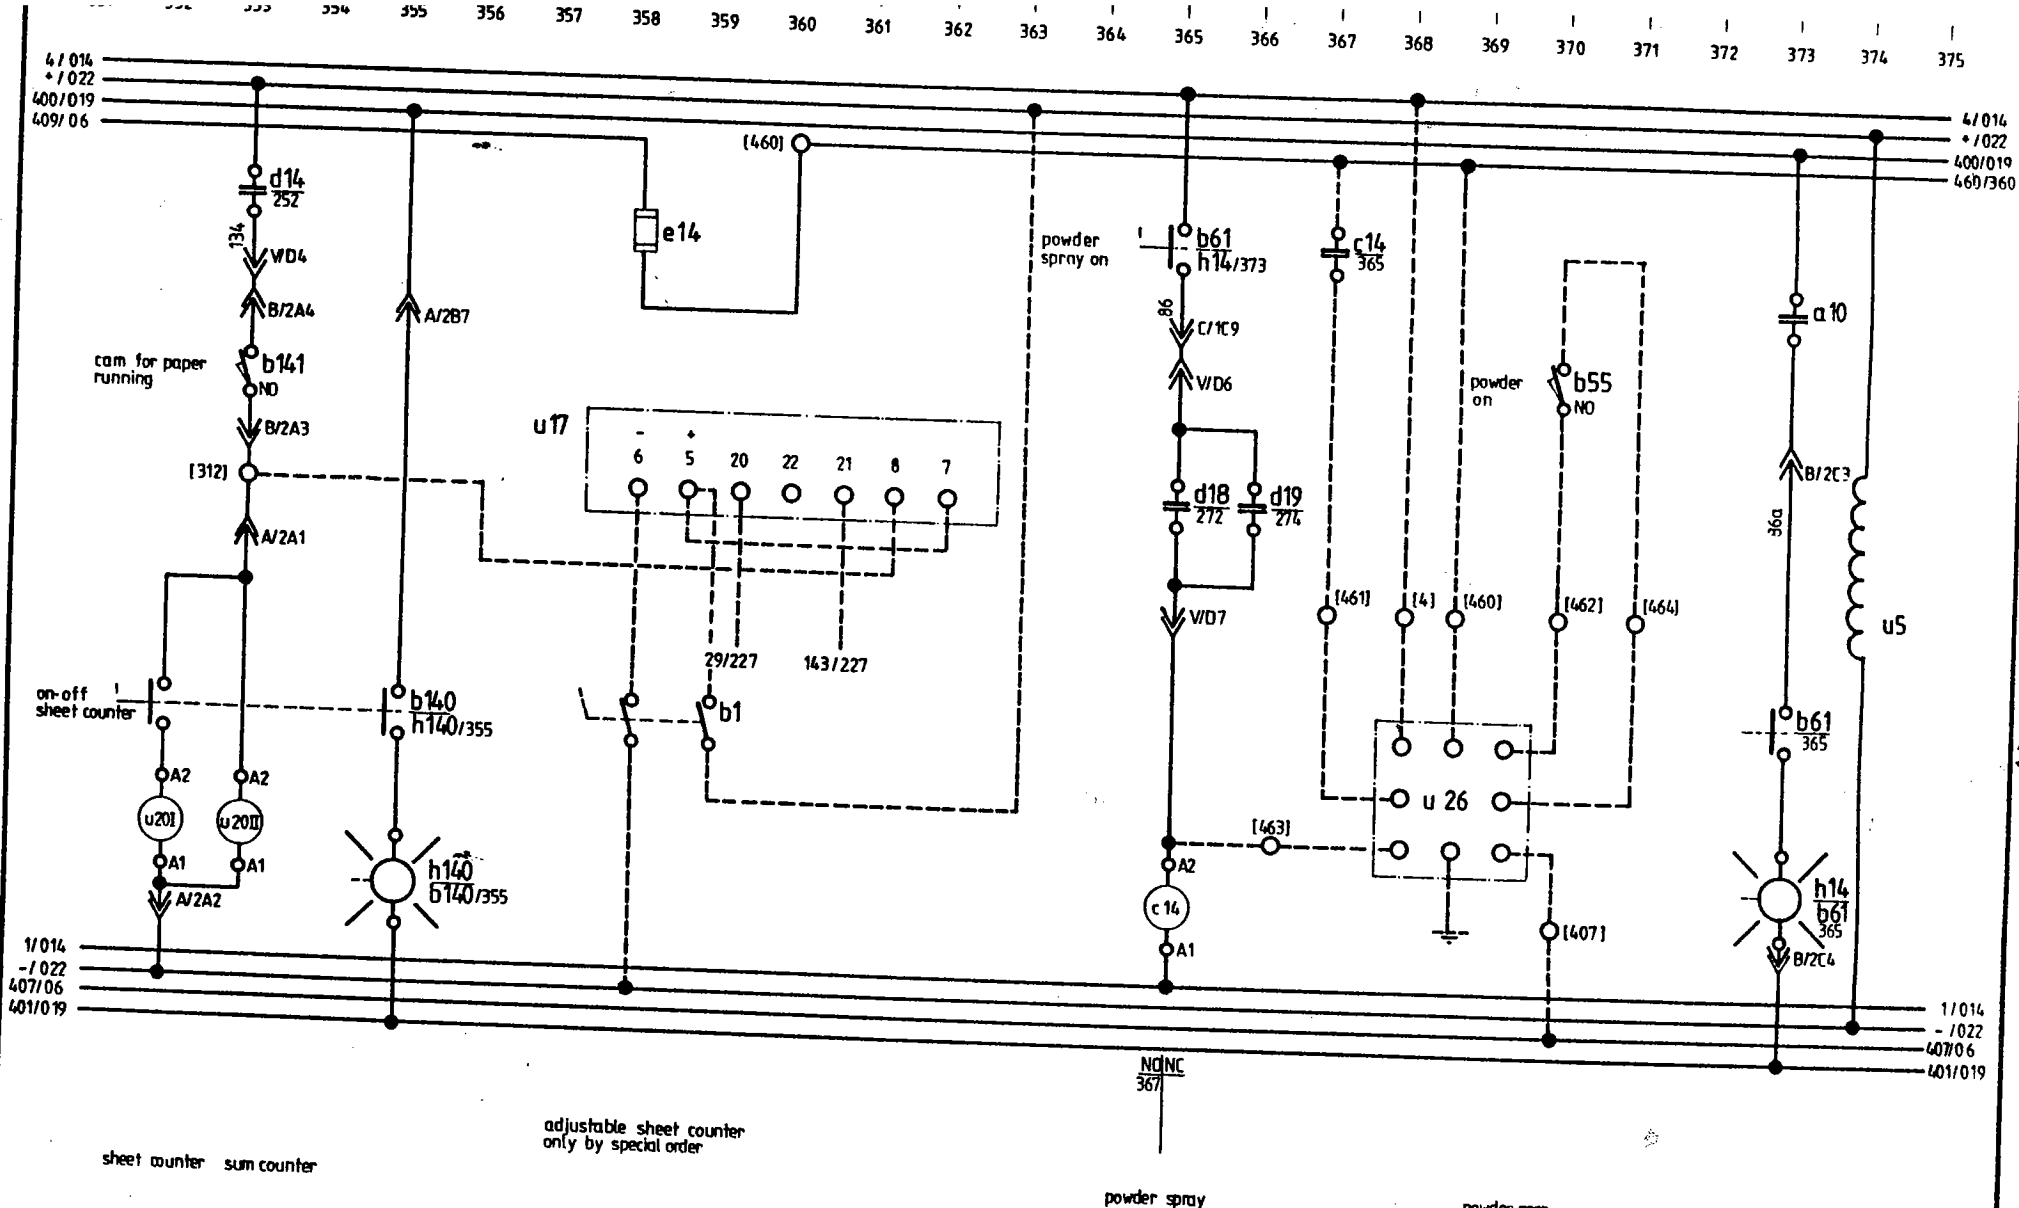 353 354 355 356 357 358 359 360 361 362 363 364 365 366 367 368 369 370 371 372 373 374 375
4/014
+/022
400/019
409/06
4/014
+/022
400/019
460/360
[460]
d14
252
134
V/D4
B/2A4
cam for paper
running
b141
NO
B/2A3
[312]
A/2A1
on-off
sheet counter
A2
A2
u20I
u20II
A1
A1
A/2A2
A/2B7
b140
h140/355
h140
b140/355
e14
u17
- +
6 5 20 22 21 8 7
29/227
143/227
b1
powder
spray on
b61
h14/373
86
C/1C9
V/D6
d18
272
d19
274
V/D7
[463]
A2
c14
A1
c14
365
[461]
[4]
[460]
[462]
[464]
powder
on
b55
NO
u 26
[407]
a10
B/2C3
36a
b61
365
h14
b61
365
B/2C4
u5
1/014
-/022
407/06
401/019
1/014
-/022
407/06
401/019
NO NC
367
adjustable sheet counter
only by special order
sheet counter sum counter
powder spray